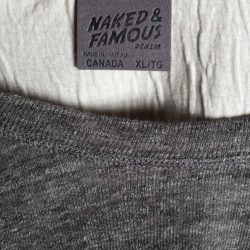 NAKED &
FAMOUS
DENIM
MADE IN/FAIT AU
CANADA XL/TG